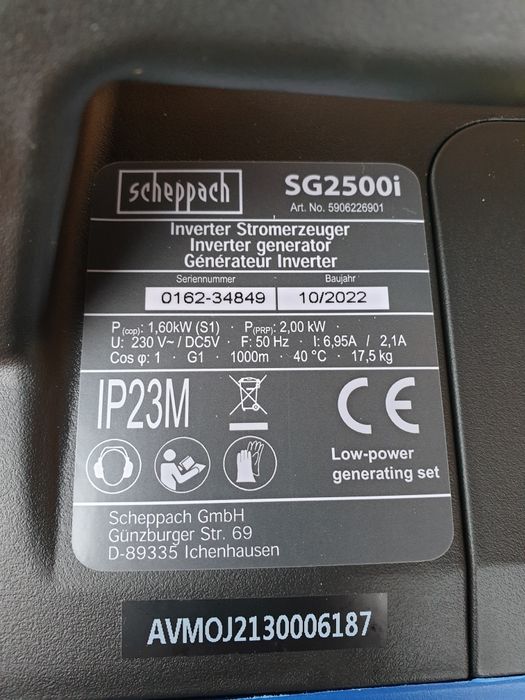 scheppach
SG2500i
Art. No. 5906226901
Inverter Stromerzeuger
Inverter generator
Générateur Inverter
Seriennummer Baujahr
0162-34849 10/2022
P(cop): 1,60kW (S1) · P(PRP): 2,00 kW ·
U: 230 V~ / DC5V · F: 50 Hz · I: 6,95A / 2,1A
Cos φ: 1 · G1 · 1000m · 40 °C · 17,5 kg
IP23M
CE
Low-power
generating set
Scheppach GmbH
Günzburger Str. 69
D-89335 Ichenhausen
AVMOJ2130006187